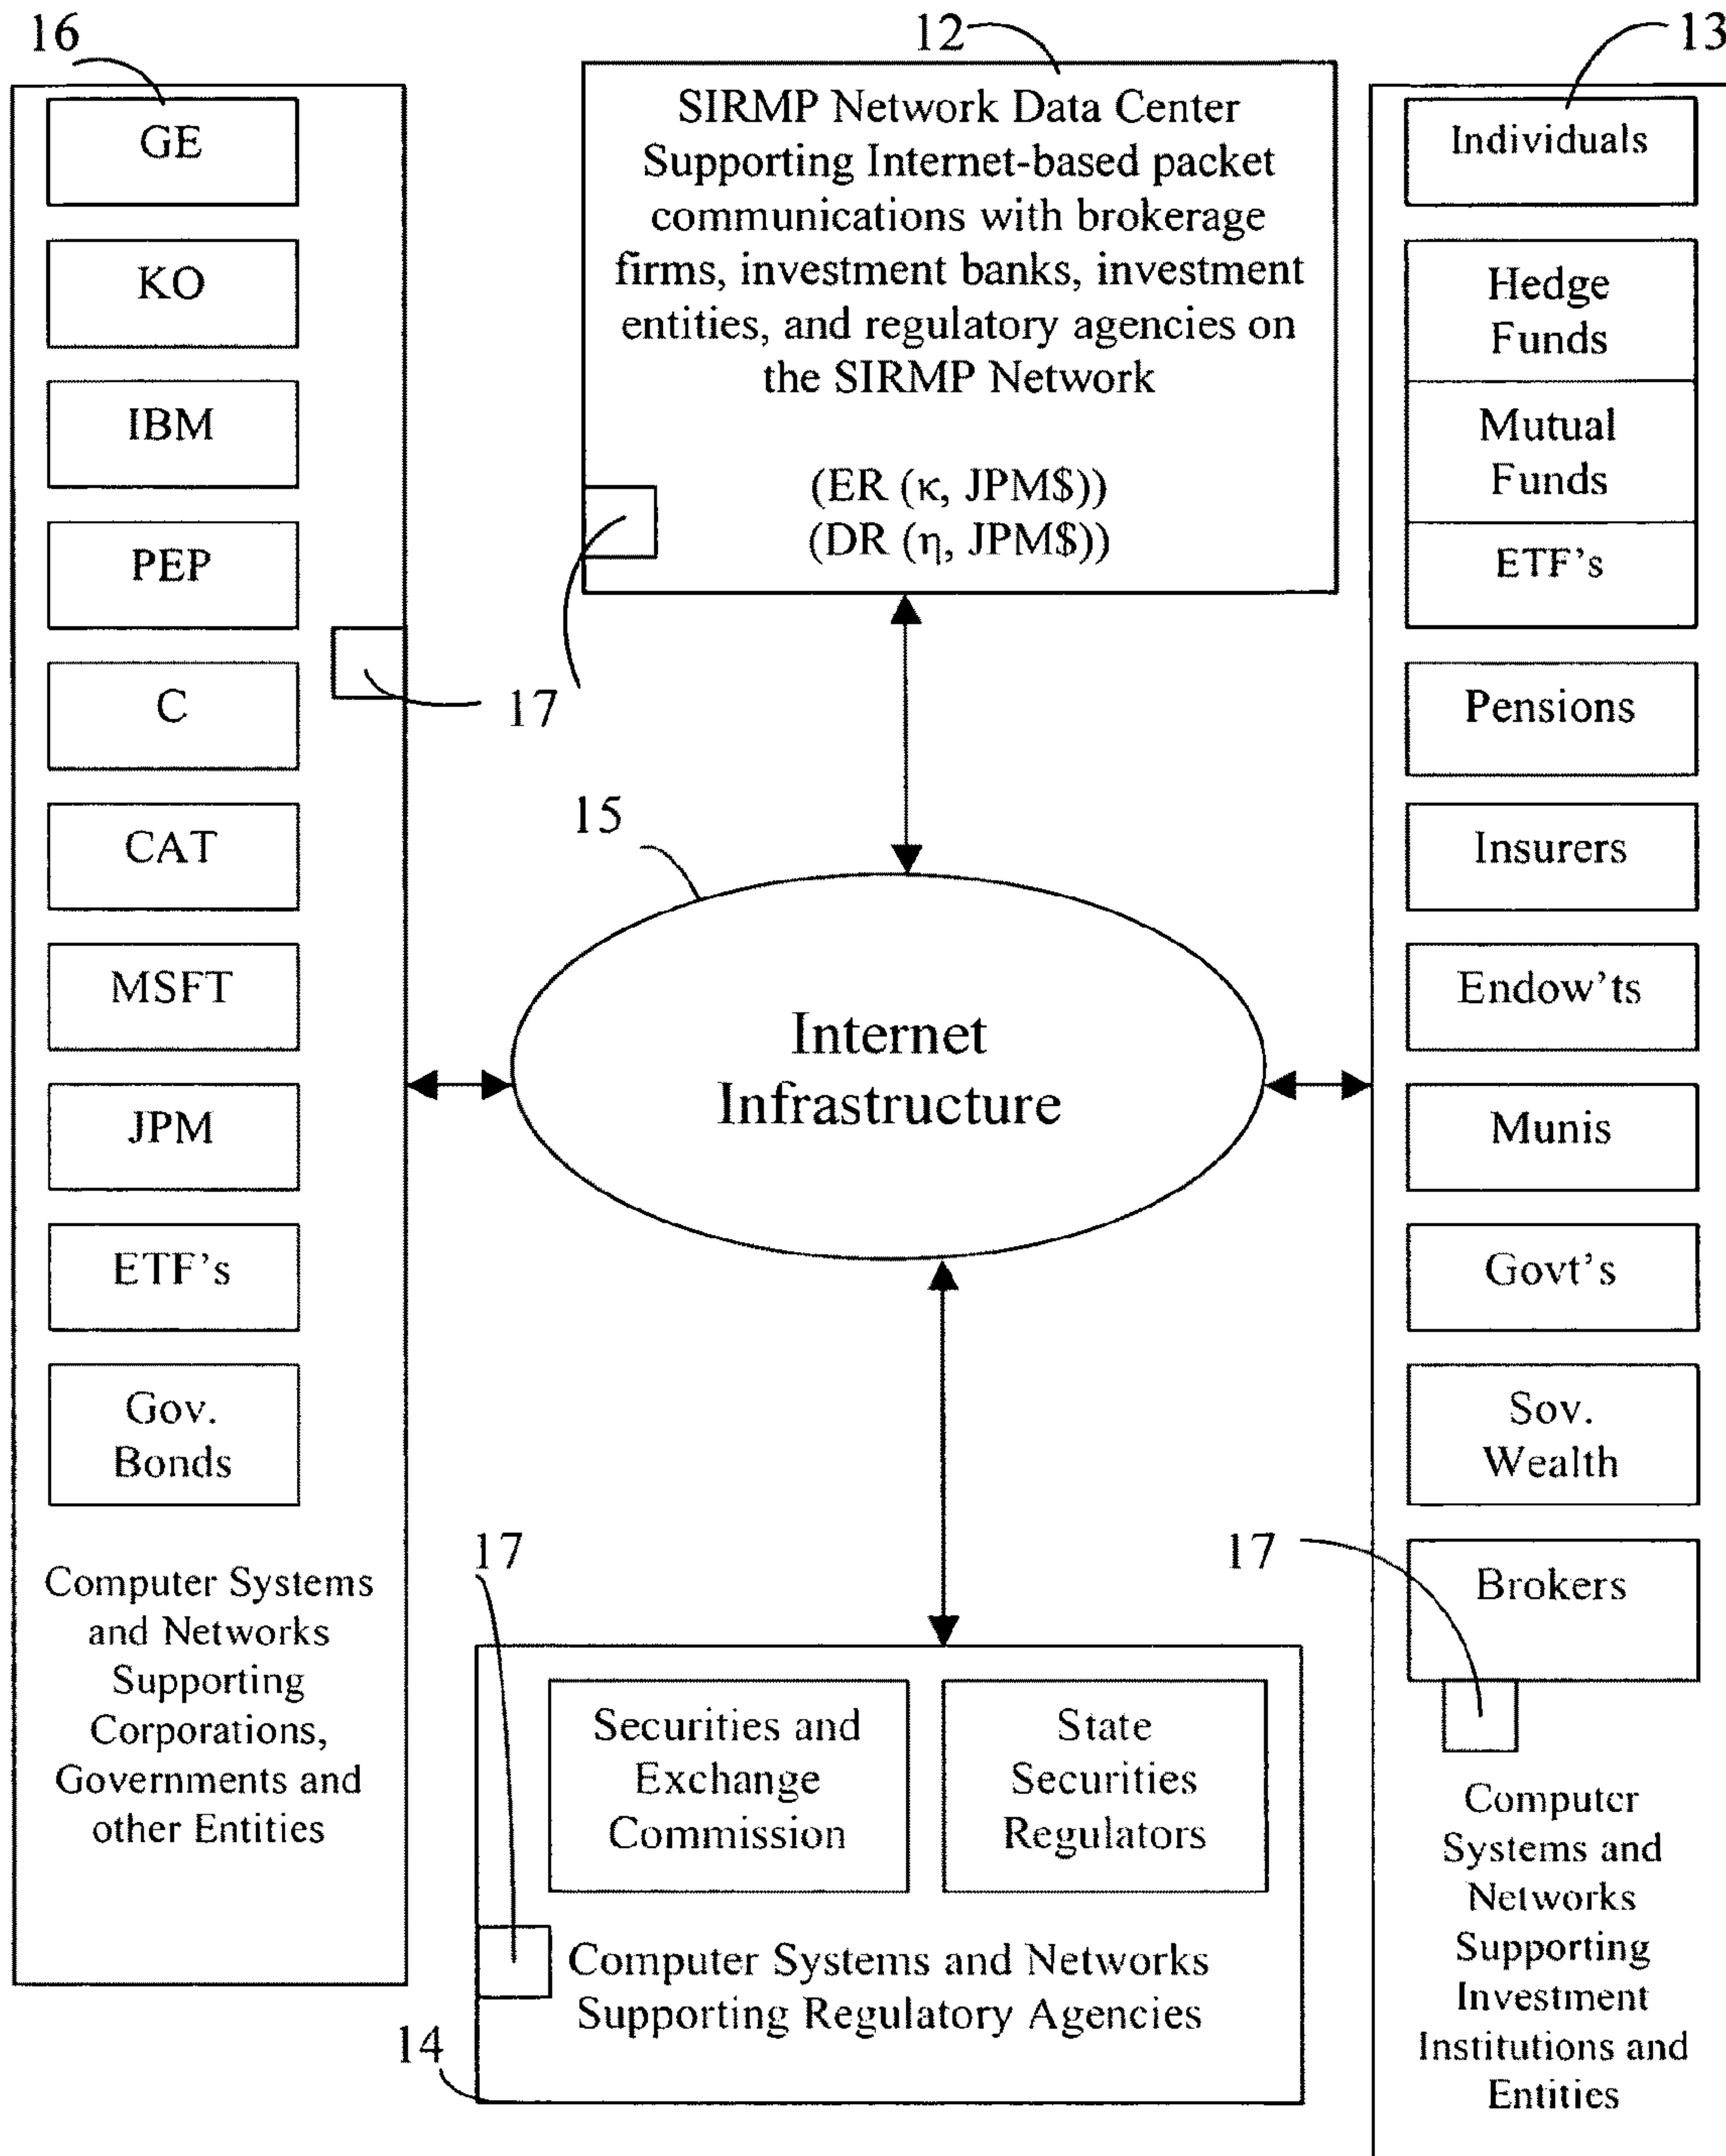 16
GE
KO
IBM
PEP
C
CAT
MSFT
JPM
ETF's
Gov.
Bonds
Computer Systems
and Networks
Supporting
Corporations,
Governments and
other Entities
17
12
SIRMP Network Data Center
Supporting Internet-based packet
communications with brokerage
firms, investment banks, investment
entities, and regulatory agencies on
the SIRMP Network
(ER (κ, JPM$))
(DR (η, JPM$))
15
Internet
Infrastructure
17
Securities and
Exchange
Commission
State
Securities
Regulators
Computer Systems and Networks
Supporting Regulatory Agencies
14
13
Individuals
Hedge
Funds
Mutual
Funds
ETF's
Pensions
Insurers
Endow'ts
Munis
Govt's
Sov.
Wealth
Brokers
17
Computer
Systems and
Networks
Supporting
Investment
Institutions and
Entities